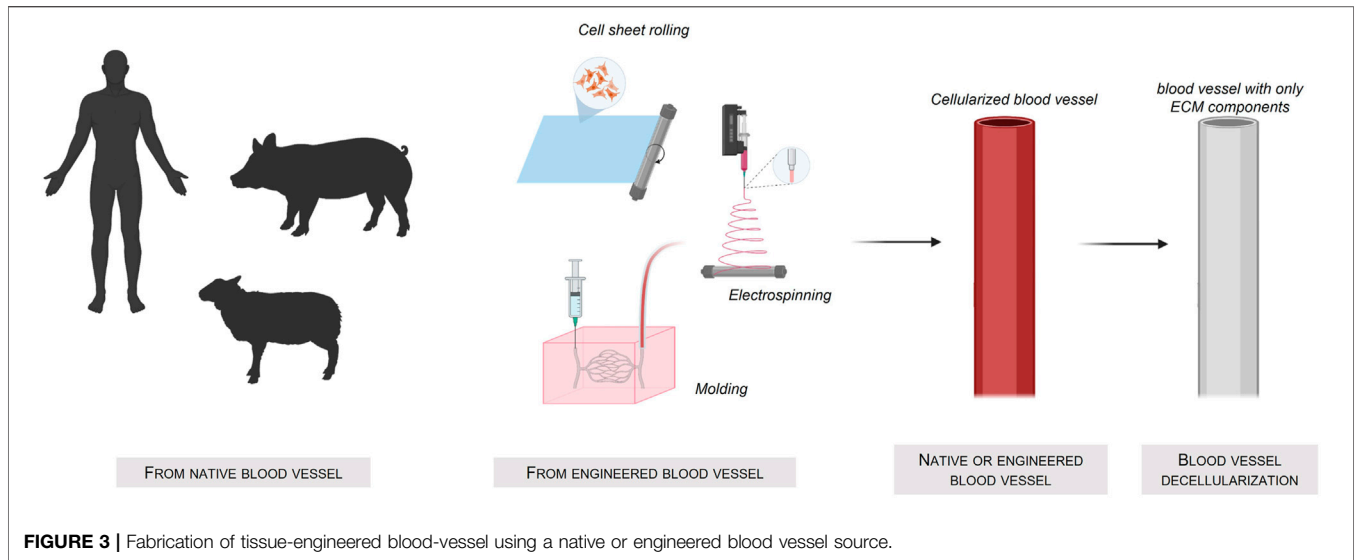 Cell sheet rolling
Electrospinning
Molding
Cellularized blood vessel
blood vessel with only
ECM components
FROM NATIVE BLOOD VESSEL
FROM ENGINEERED BLOOD VESSEL
NATIVE OR ENGINEERED
BLOOD VESSEL
BLOOD VESSEL
DECELLULARIZATION
FIGURE 3 | Fabrication of tissue-engineered blood-vessel using a native or engineered blood vessel source.